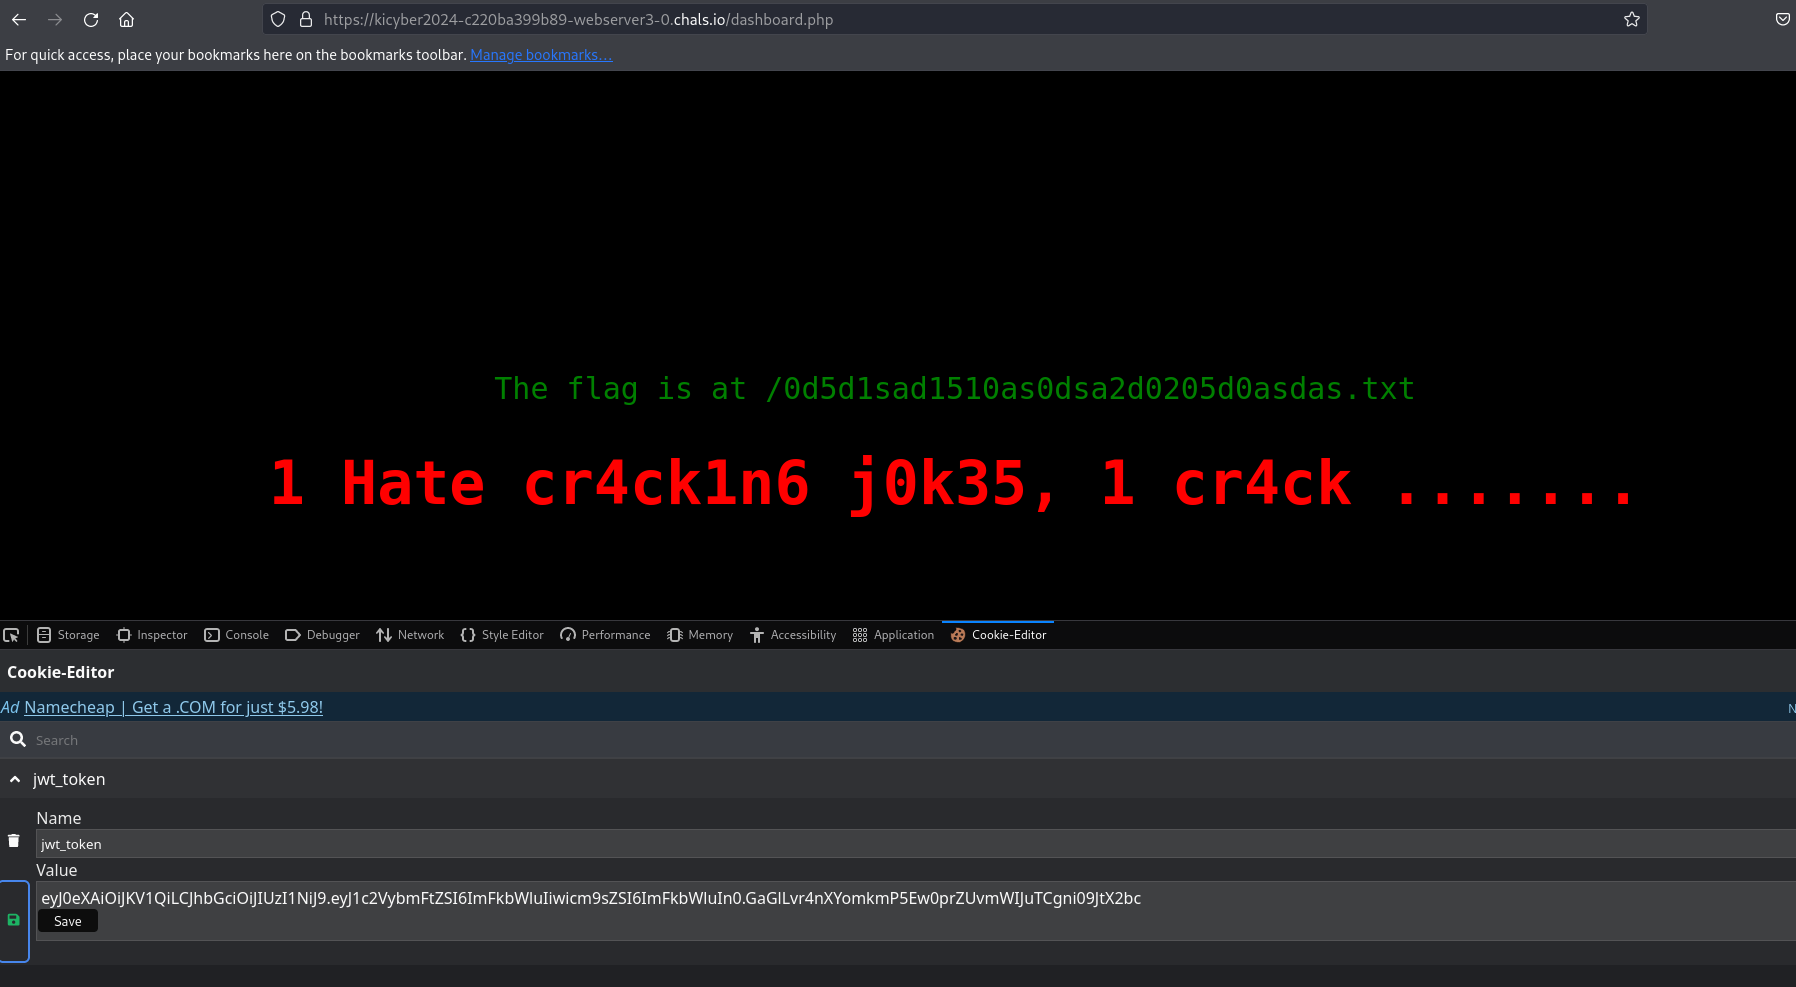 https://kicyber2024-c220ba399b89-webserver3-0.chals.io/dashboard.php
For quick access, place your bookmarks here on the bookmarks toolbar. Manage bookmarks...
The flag is at /0d5d1sad1510as0dsa2d0205d0asdas.txt
1 Hate cr4ck1n6 j0k35, 1 cr4ck .......
Storage Inspector Console Debugger Network Style Editor Performance Memory Accessibility Application Cookie-Editor
Cookie-Editor
Ad Namecheap | Get a .COM for just $5.98! N
Search
jwt_token
Name
jwt_token
Value
eyJ0eXAiOiJKV1QiLCJhbGciOiJIUzI1NiJ9.eyJ1c2VybmFtZSI6ImFkbWluIiwicm9sZSI6ImFkbWluIn0.GaGlLvr4nXYomkmP5Ew0prZUvmWIJuTCgni09JtX2bc
Save